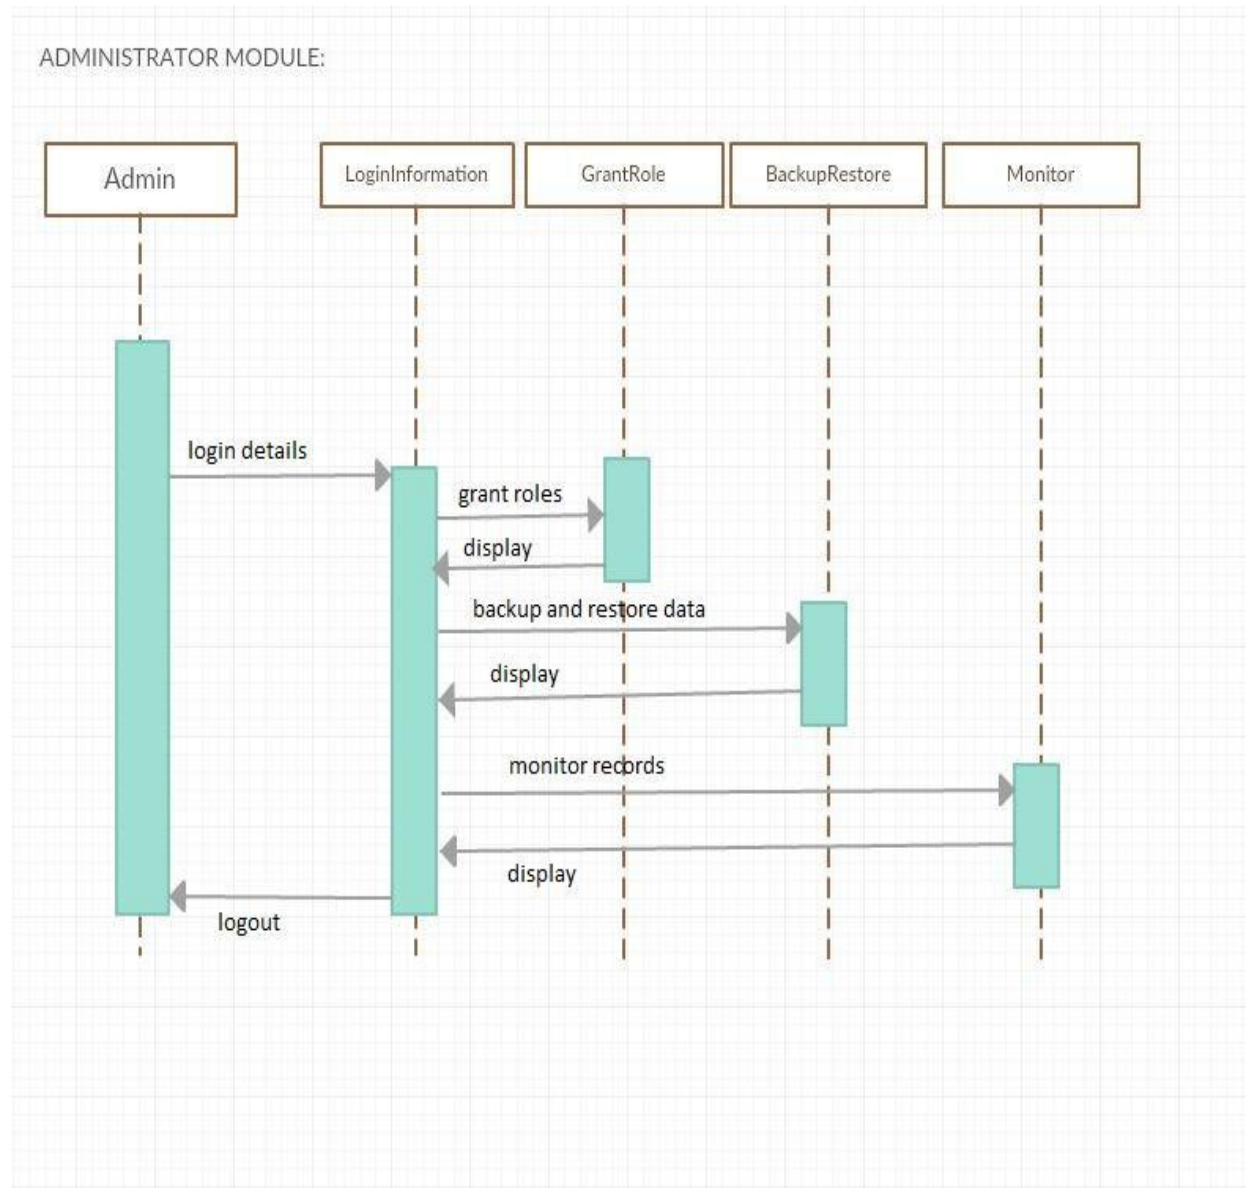 ADMINISTRATOR MODULE:
Admin
LoginInformation
GrantRole
BackupRestore
Monitor
login details
grant roles
display
backup and restore data
display
monitor records
display
logout